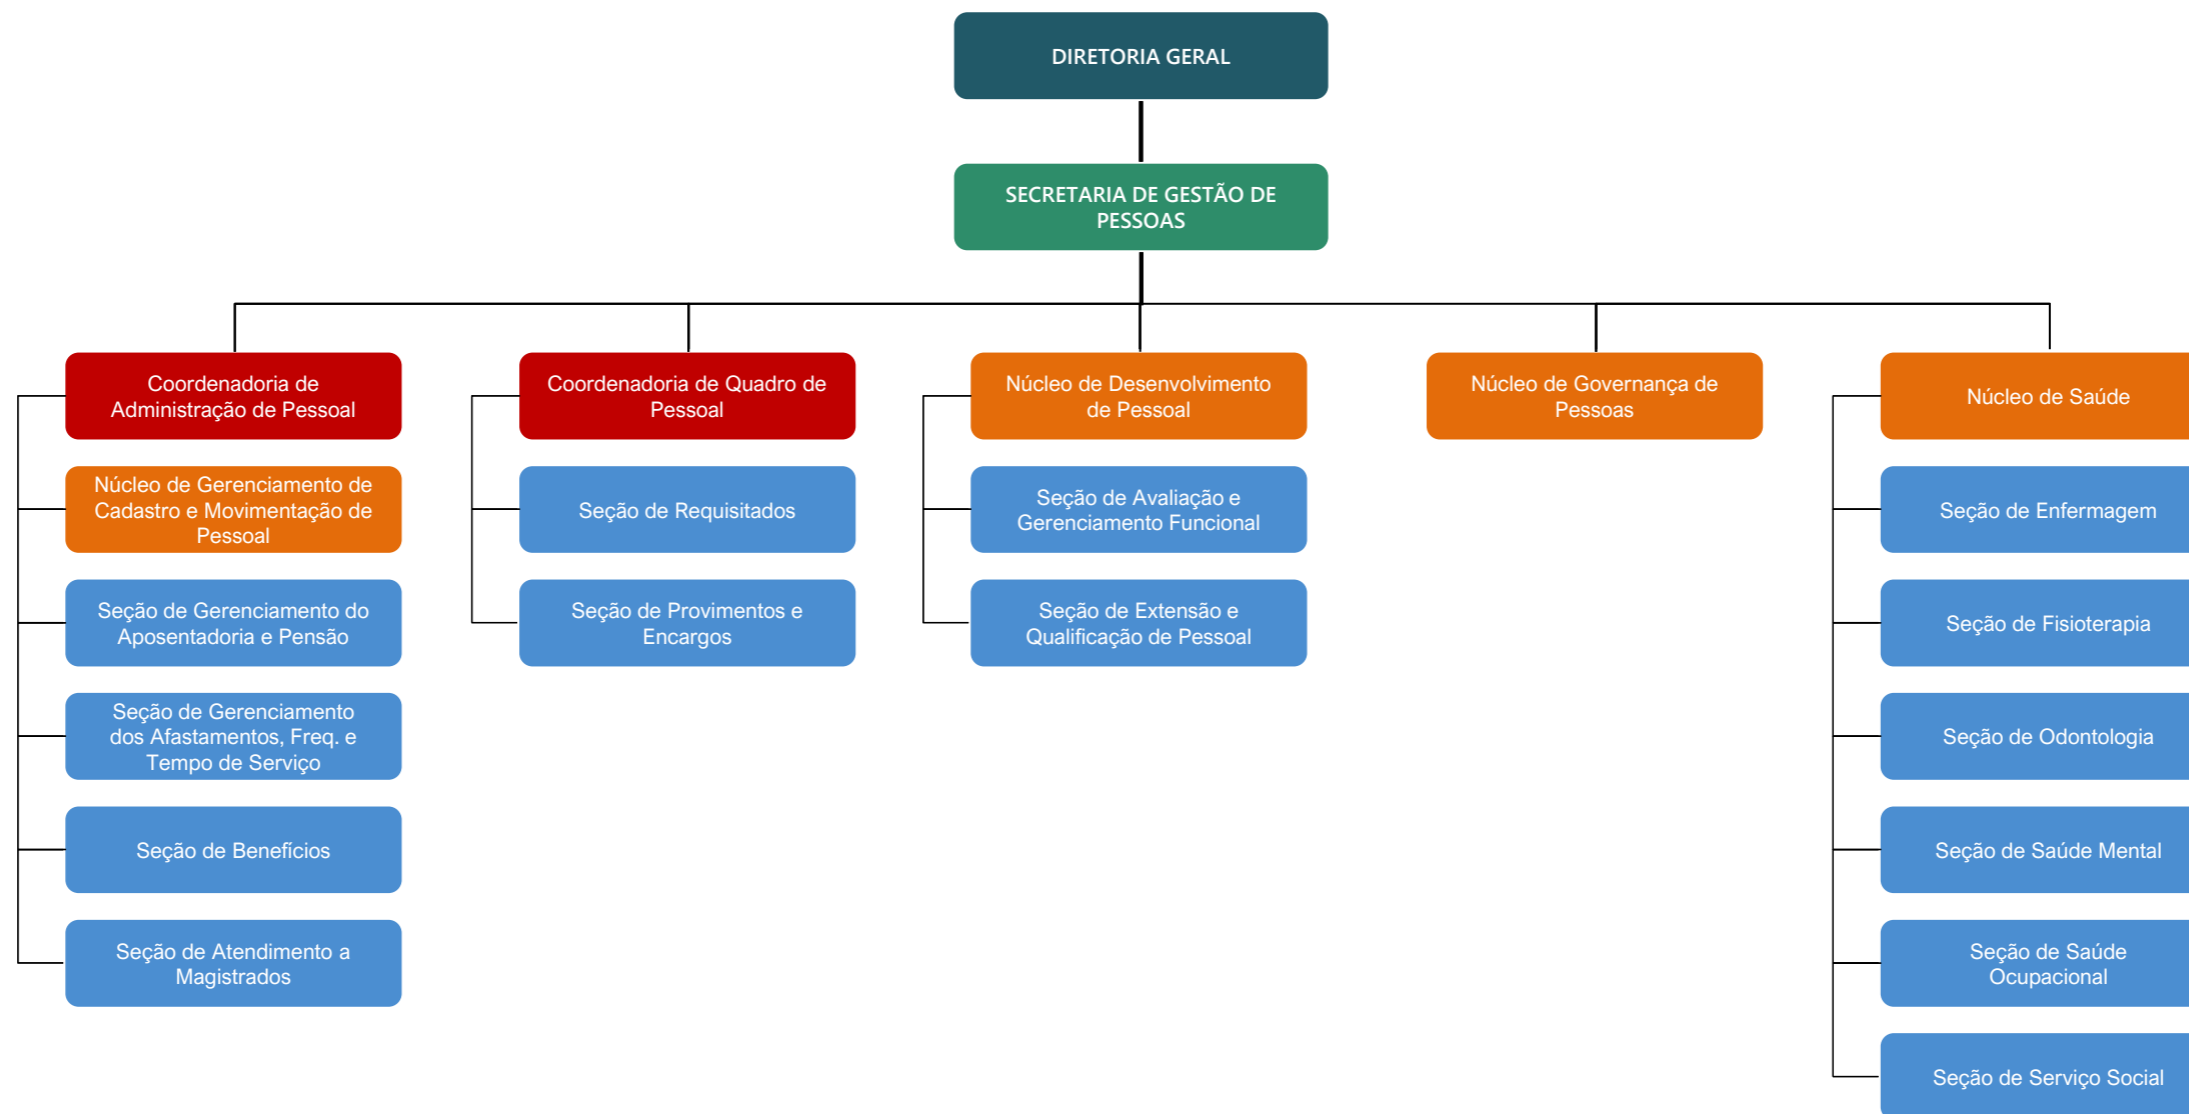 DIRETORIA GERAL
SECRETARIA DE GESTÃO DE
PESSOAS
Coordenadoria de
Administração de Pessoal
Núcleo de Gerenciamento de
Cadastro e Movimentação de
Pessoal
Seção de Gerenciamento do
Aposentadoria e Pensão
Seção de Gerenciamento
dos Afastamentos, Freq. e
Tempo de Serviço
Seção de Benefícios
Seção de Atendimento a
Magistrados
Coordenadoria de Quadro de
Pessoal
Seção de Requisitados
Seção de Provimentos e
Encargos
Núcleo de Desenvolvimento
de Pessoal
Seção de Avaliação e
Gerenciamento Funcional
Seção de Extensão e
Qualificação de Pessoal
Núcleo de Governança de
Pessoas
Núcleo de Saúde
Seção de Enfermagem
Seção de Fisioterapia
Seção de Odontologia
Seção de Saúde Mental
Seção de Saúde
Ocupacional
Seção de Serviço Social